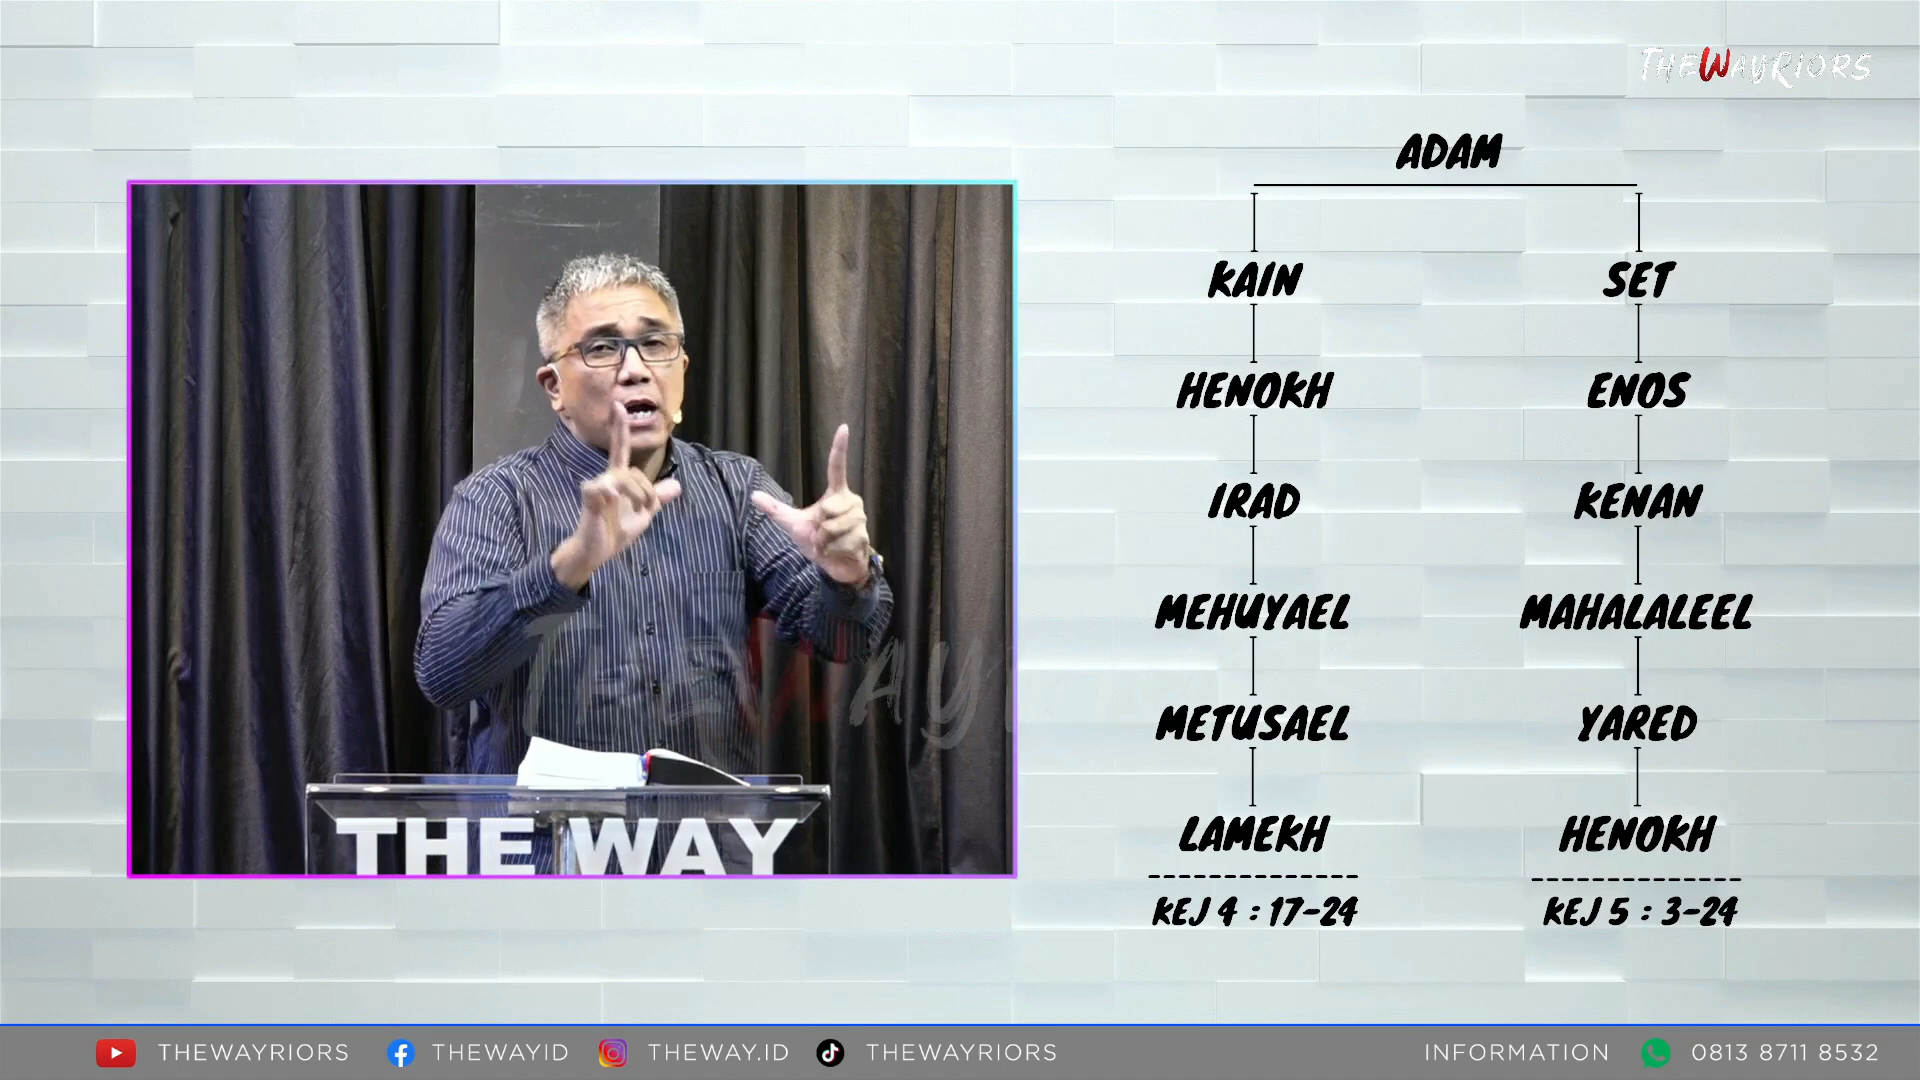 THEWAYRIORS
ADAM
KAIN SET
HENOKH ENOS
IRAD KENAN
MEHUYAEL MAHALALEEL
METUSAEL YARED
LAMEKH HENOKH
KEJ 4 : 17-24 KEJ 5 : 3-24
THEWAY
THE WAY
THEWAYRIORS THEWAYID THEWAY.ID THEWAYRIORS INFORMATION 0813 8711 8532